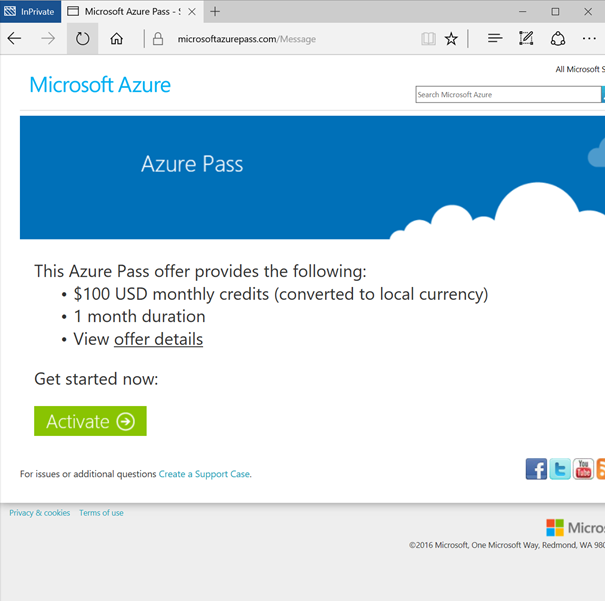 InPrivate
Microsoft Azure Pass - S
microsoftazurepass.com/Message
All Microsoft S
Microsoft Azure
Search Microsoft Azure
Azure Pass
This Azure Pass offer provides the following:
• $100 USD monthly credits (converted to local currency)
• 1 month duration
• View offer details
Get started now:
Activate
For issues or additional questions Create a Support Case.
You
Tube
Privacy & cookies Terms of use
Micros
©2016 Microsoft, One Microsoft Way, Redmond, WA 980